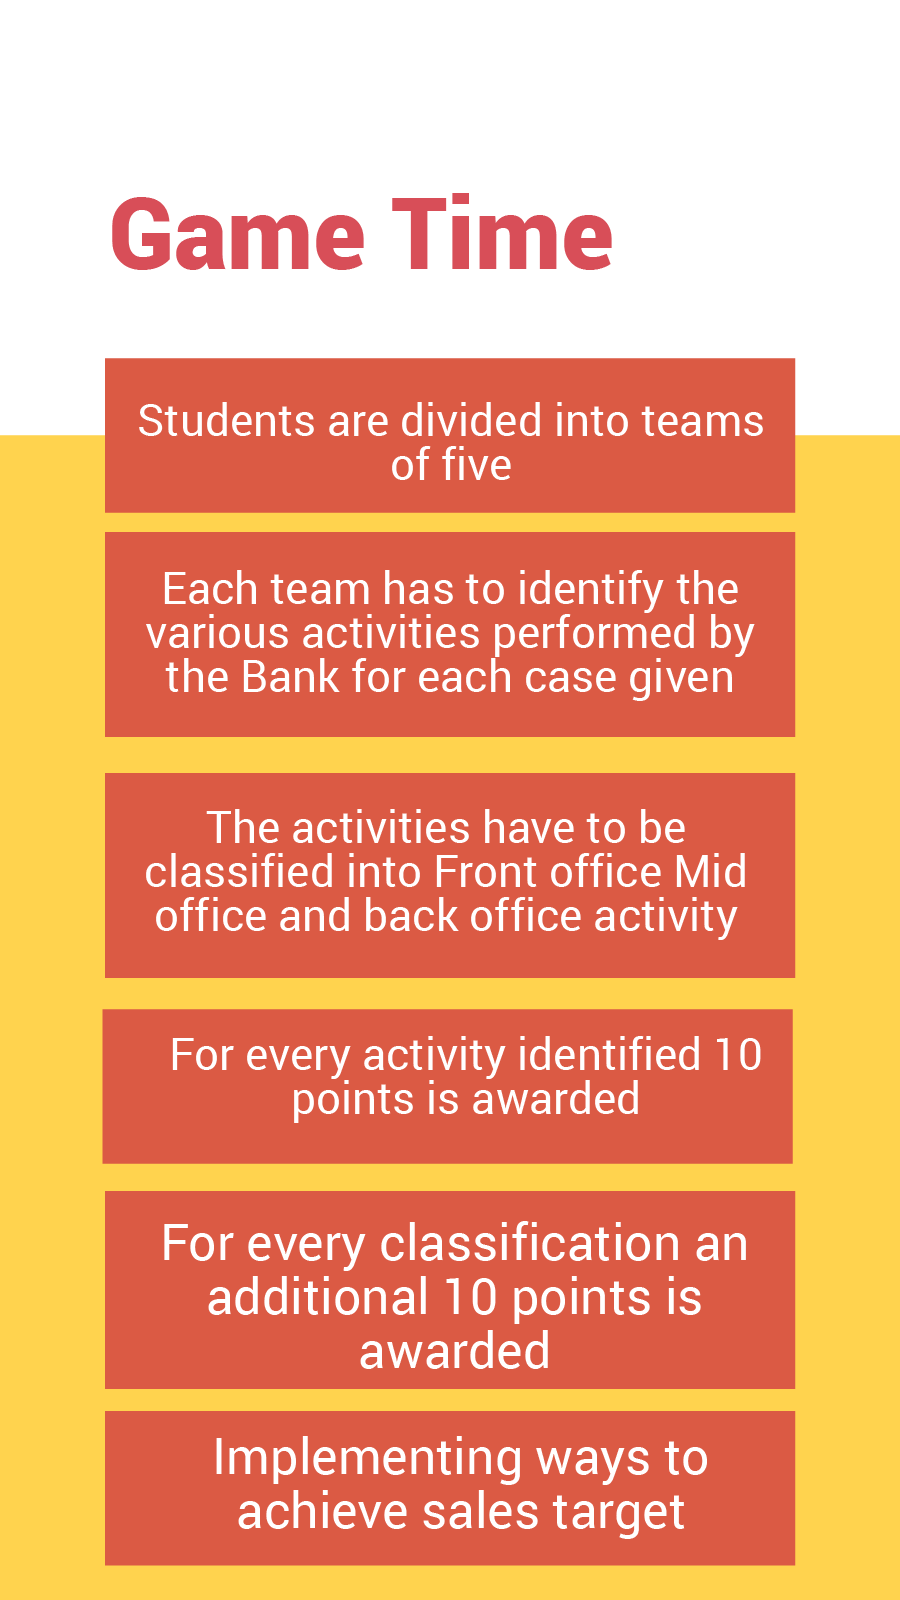 Game Time
Students are divided into teams
of five
Each team has to identify the
various activities performed by
the Bank for each case given
The activities have to be
classified into Front office Mid
office and back office activity
For every activity identified 10
points is awarded
For every classification an
additional 10 points is
awarded
Implementing ways to
achieve sales target